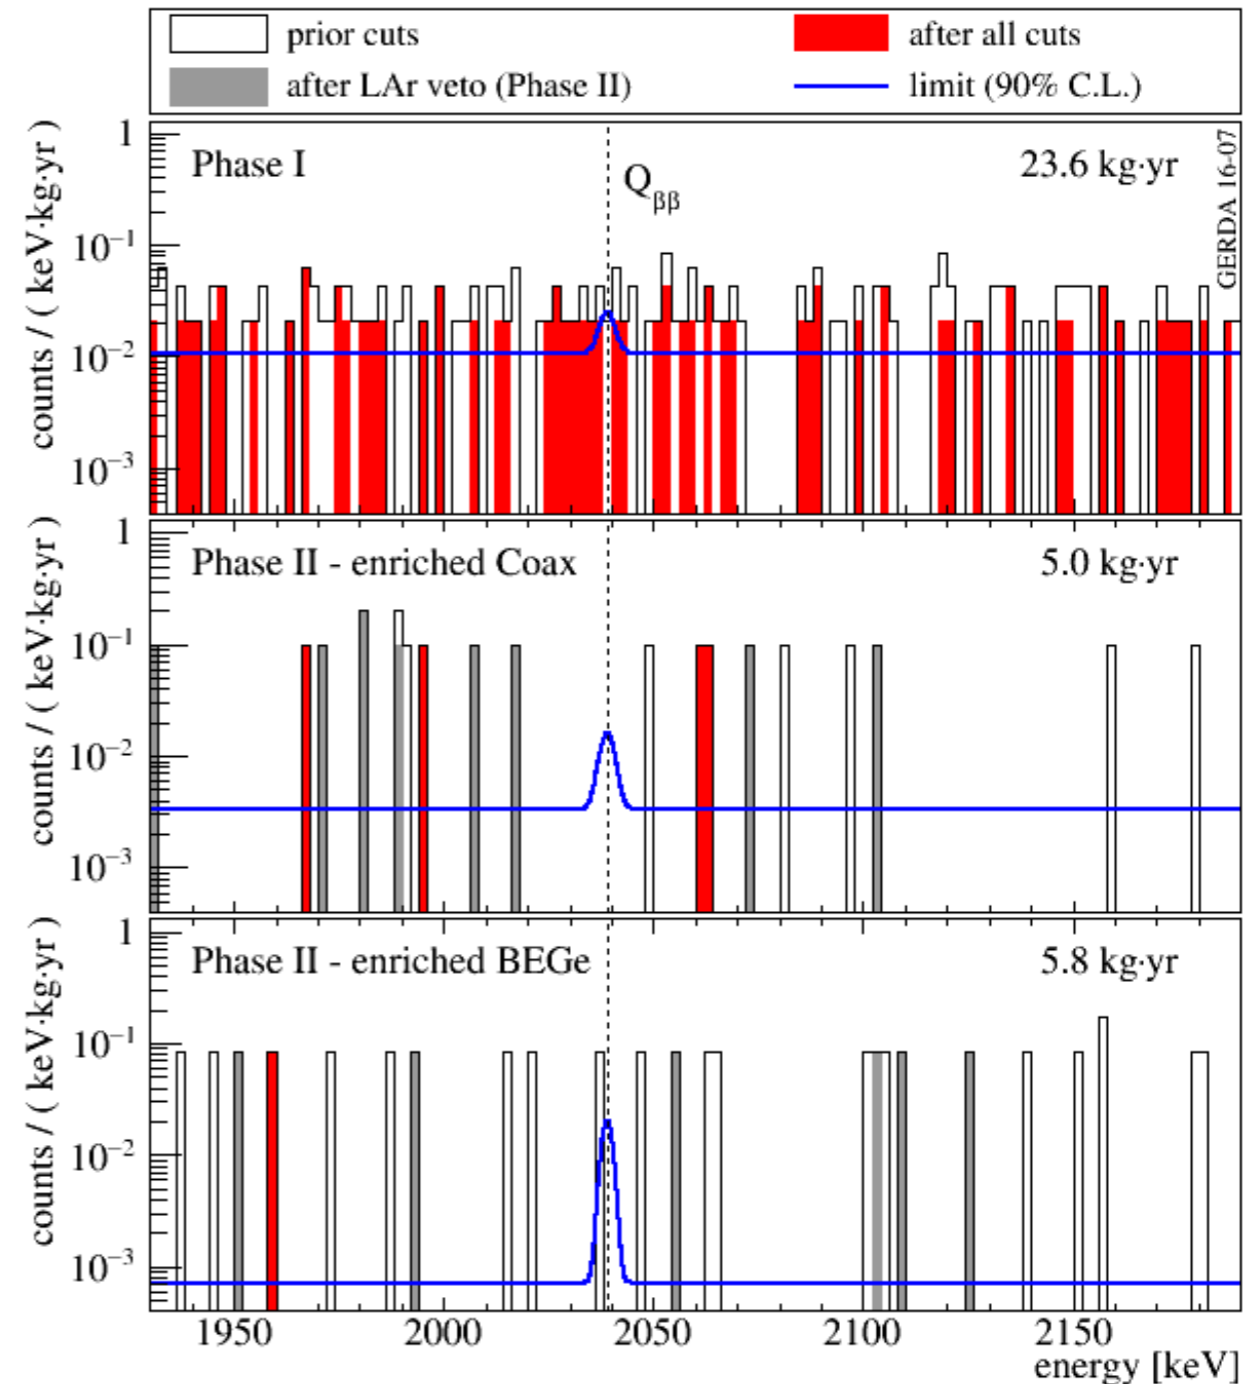 prior cuts
after all cuts
after LAr veto (Phase II)
limit (90% C.L.)
counts / ( keV·kg·yr )
1
10⁻¹
10⁻²
10⁻³
Phase I
Q_ββ
23.6 kg·yr
GERDA 16-07
counts / ( keV·kg·yr )
1
10⁻¹
10⁻²
10⁻³
Phase II - enriched Coax
5.0 kg·yr
counts / ( keV·kg·yr )
1
10⁻¹
10⁻²
10⁻³
Phase II - enriched BEGe
5.8 kg·yr
1950 2000 2050 2100 2150
energy [keV]